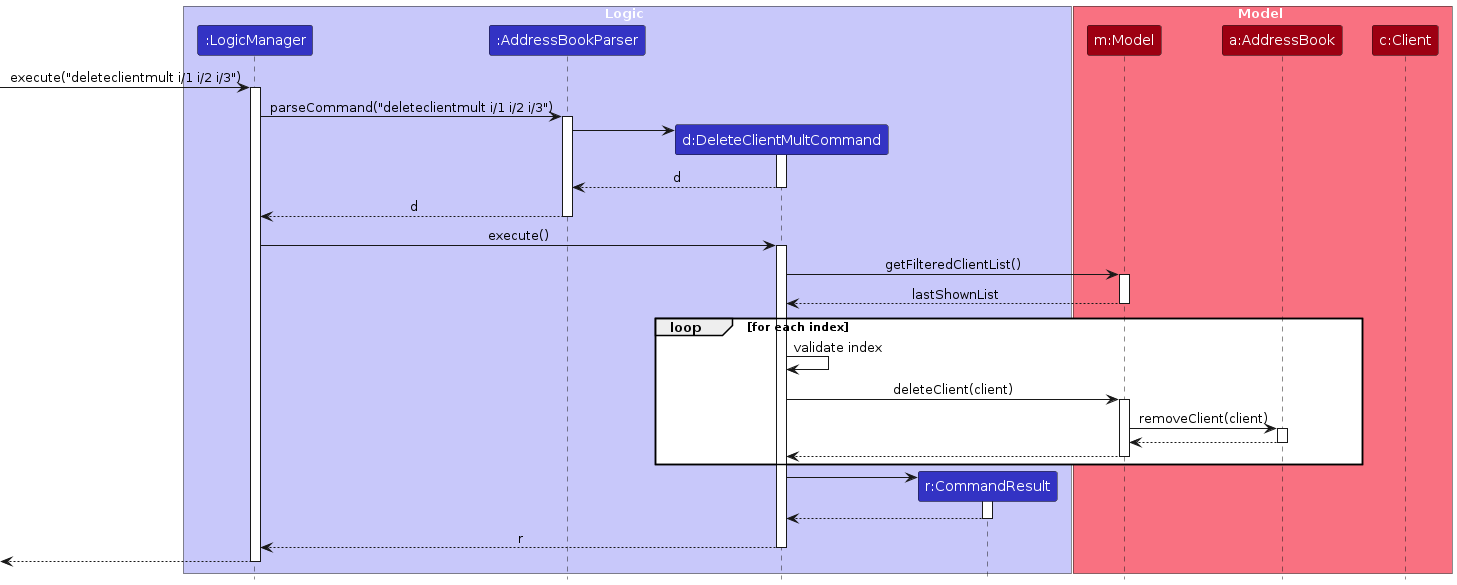 Logic
Model
:LogicManager
:AddressBookParser
m:Model
a:AddressBook
c:Client
execute("deleteclientmult i/1 i/2 i/3")
parseCommand("deleteclientmult i/1 i/2 i/3")
d:DeleteClientMultCommand
d
d
execute()
getFilteredClientList()
lastShownList
loop
[for each index]
validate index
deleteClient(client)
removeClient(client)
r:CommandResult
r